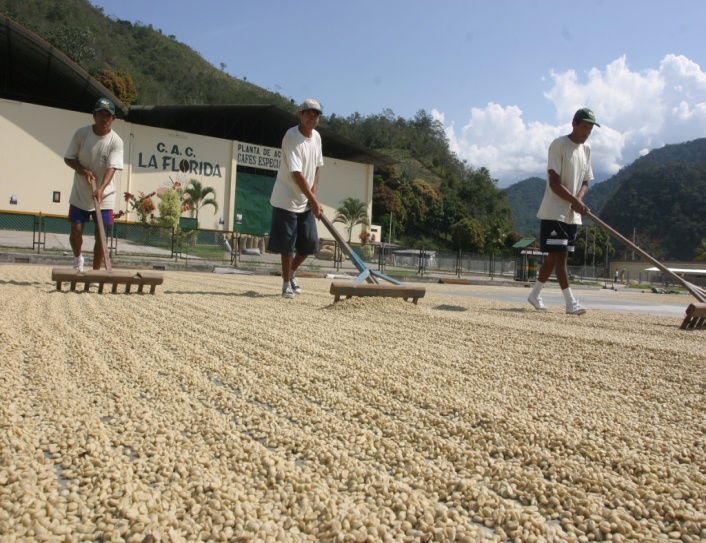 C.A.C.
LA FLORIDA
PLANTA DE
CAFES ESPECI